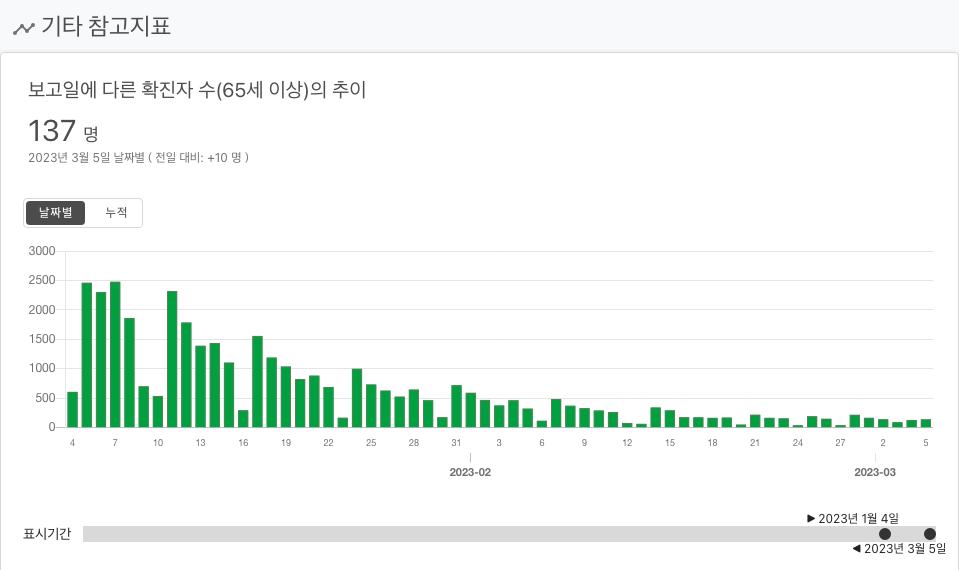 기타 참고지표
보고일에 다른 확진자 수(65세 이상)의 추이
137 명
2023년 3월 5일 날짜별 ( 전일 대비: +10 명 )
날짜별 누적
3000
2500
2000
1500
1000
500
0
4 7 10 13 16 19 22 25 28 31 3 6 9 12 15 18 21 24 27 2 5
2023-02 2023-03
▶ 2023년 1월 4일
표시기간
◀ 2023년 3월 5일